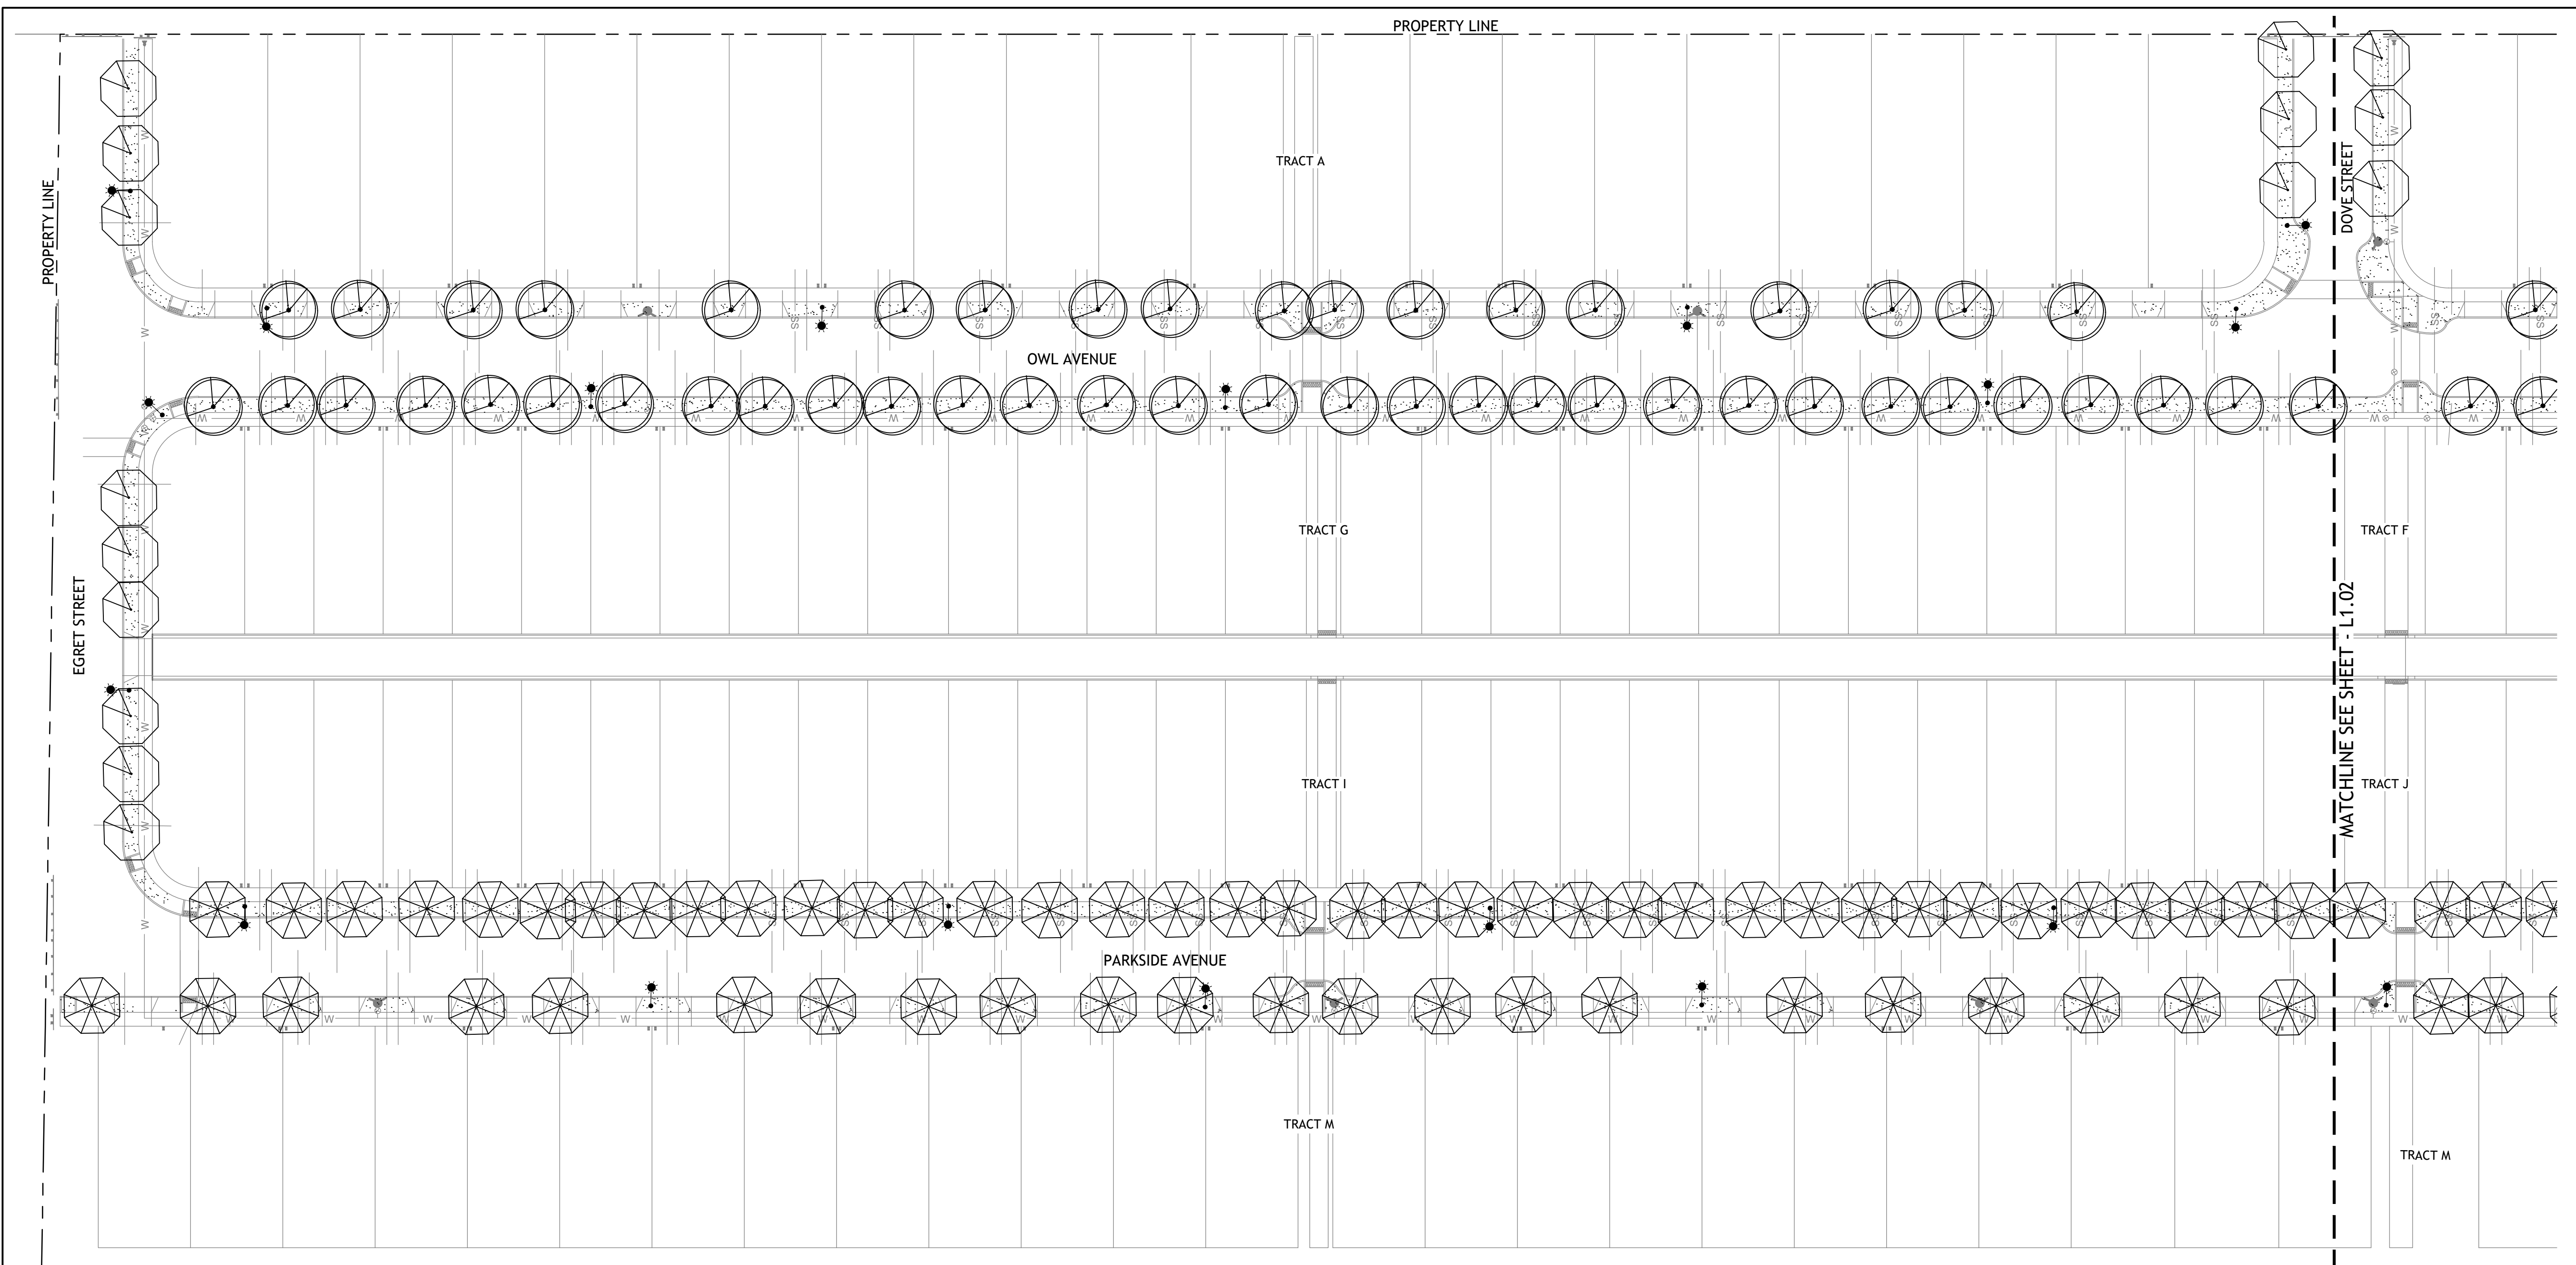 PROPERTY LINE
TRACT A
PROPERTY LINE
DOVE STREET
OWL AVENUE
TRACT G
TRACT F
EGRET STREET
MATCHLINE SEE SHEET - L1.02
TRACT I
TRACT J
PARKSIDE AVENUE
TRACT M
TRACT M